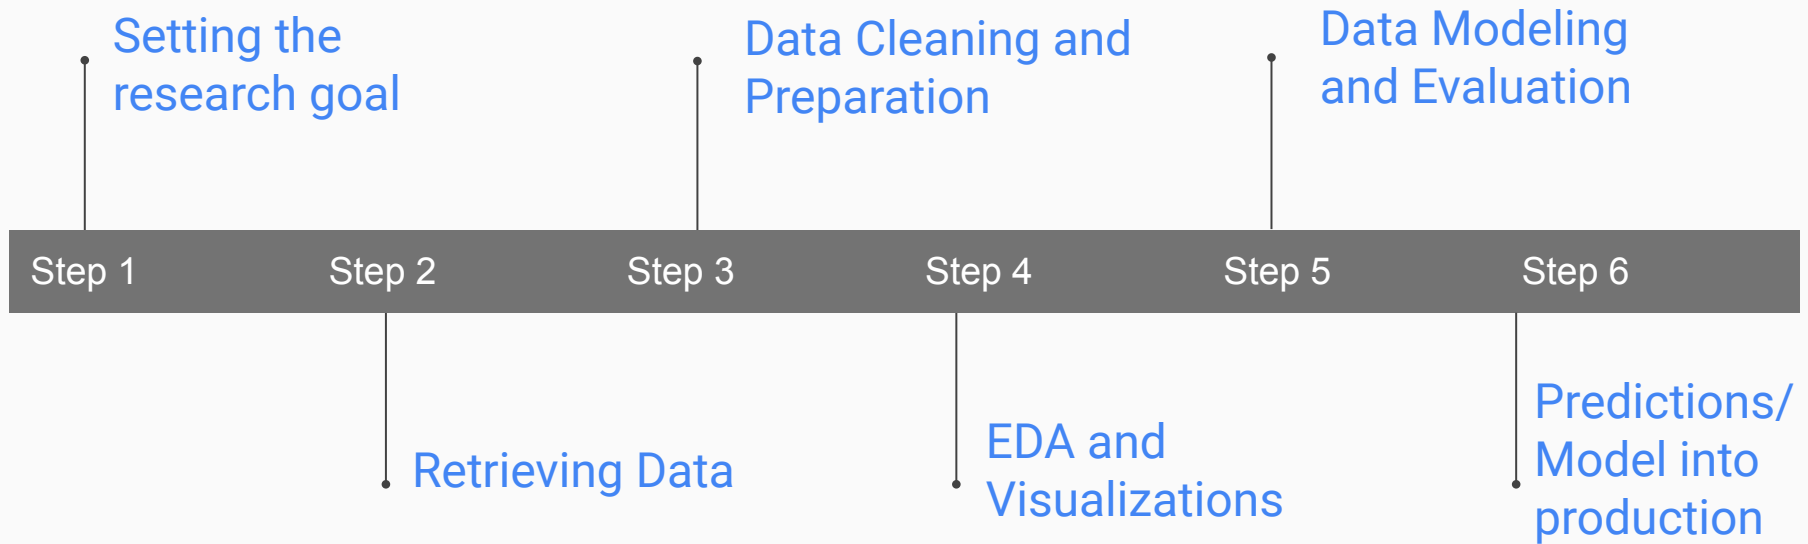 Setting the
research goal
Data Cleaning and
Preparation
Data Modeling
and Evaluation
Step 1
Step 2
Step 3
Step 4
Step 5
Step 6
Retrieving Data
EDA and
Visualizations
Predictions/
Model into
production